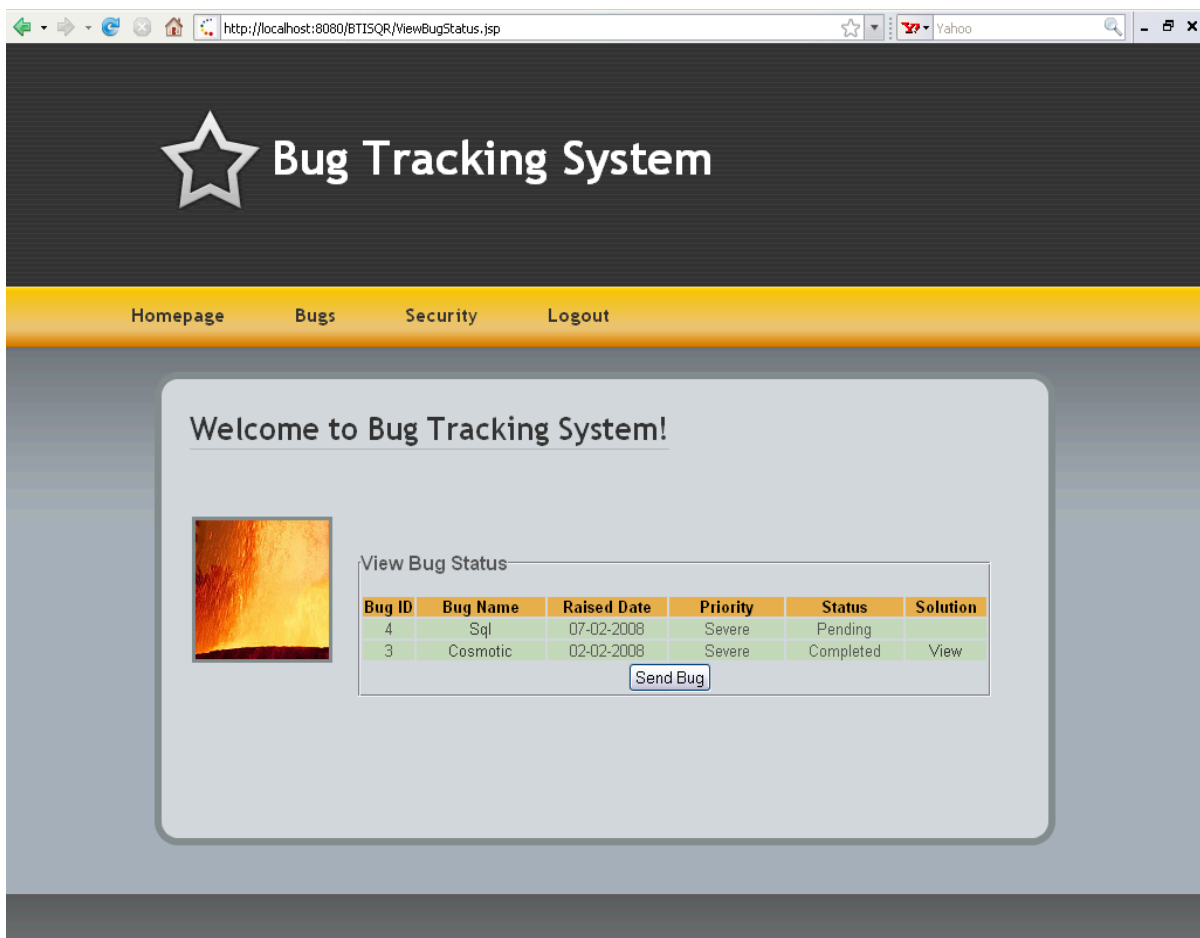 http://localhost:8080/BTISQR/ViewBugStatus.jsp Yahoo
Bug Tracking System
Homepage Bugs Security Logout
Welcome to Bug Tracking System!
View Bug Status
Bug ID Bug Name Raised Date Priority Status Solution
4 Sql 07-02-2008 Severe Pending
3 Cosmotic 02-02-2008 Severe Completed View
Send Bug